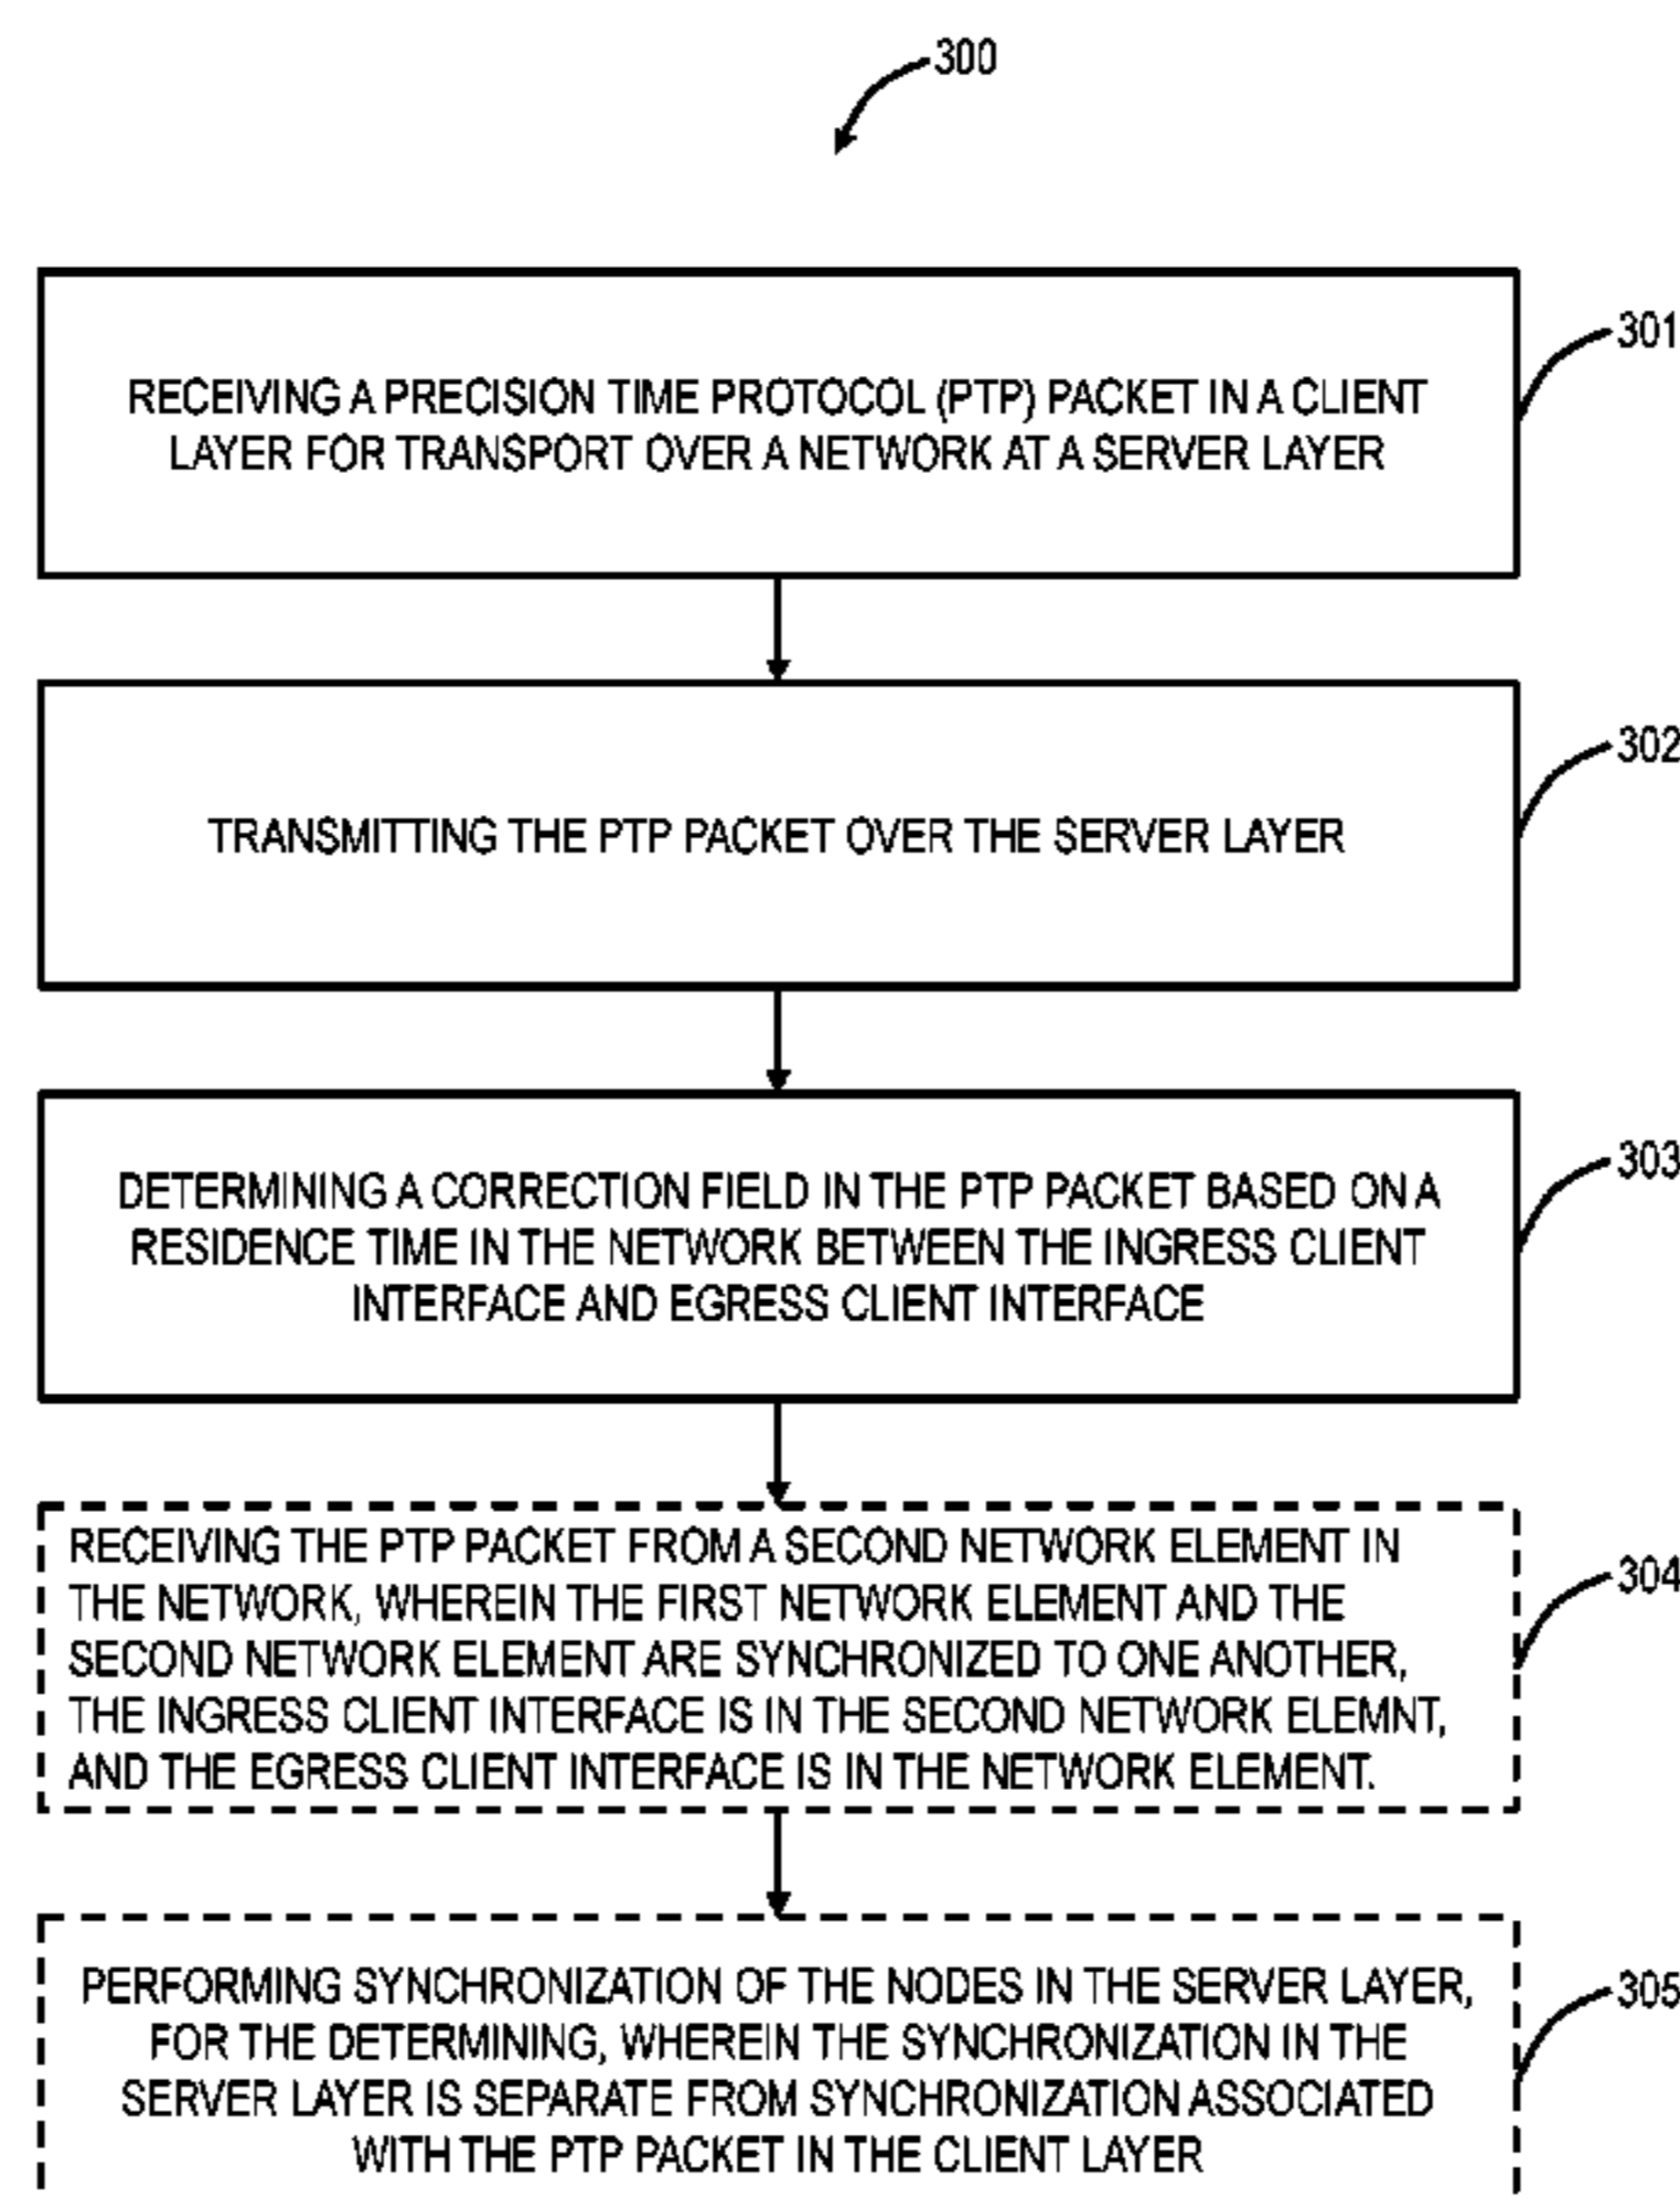 300
301
RECEIVING A PRECISION TIME PROTOCOL (PTP) PACKET IN A CLIENT
LAYER FOR TRANSPORT OVER A NETWORK AT A SERVER LAYER
302
TRANSMITTING THE PTP PACKET OVER THE SERVER LAYER
303
DETERMINING A CORRECTION FIELD IN THE PTP PACKET BASED ON A
RESIDENCE TIME IN THE NETWORK BETWEEN THE INGRESS CLIENT
INTERFACE AND EGRESS CLIENT INTERFACE
304
RECEIVING THE PTP PACKET FROM A SECOND NETWORK ELEMENT IN
THE NETWORK, WHEREIN THE FIRST NETWORK ELEMENT AND THE
SECOND NETWORK ELEMENT ARE SYNCHRONIZED TO ONE ANOTHER,
THE INGRESS CLIENT INTERFACE IS IN THE SECOND NETWORK ELEMNT,
AND THE EGRESS CLIENT INTERFACE IS IN THE NETWORK ELEMENT.
305
PERFORMING SYNCHRONIZATION OF THE NODES IN THE SERVER LAYER,
FOR THE DETERMINING, WHEREIN THE SYNCHRONIZATION IN THE
SERVER LAYER IS SEPARATE FROM SYNCHRONIZATION ASSOCIATED
WITH THE PTP PACKET IN THE CLIENT LAYER